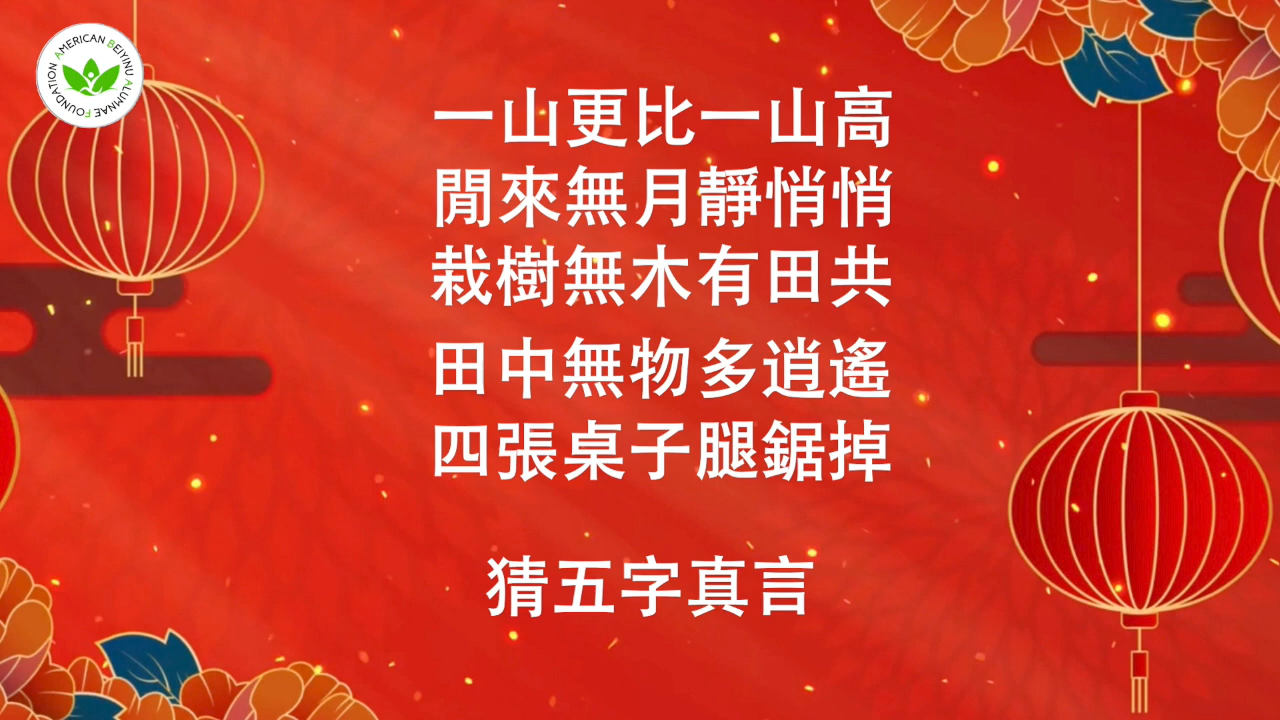 AMERICAN BEIYINU ALUMNAE FOUNDATION
一山更比一山高
閒來無月靜悄悄
栽樹無木有田共
田中無物多逍遙
四張桌子腿鋸掉
猜五字真言